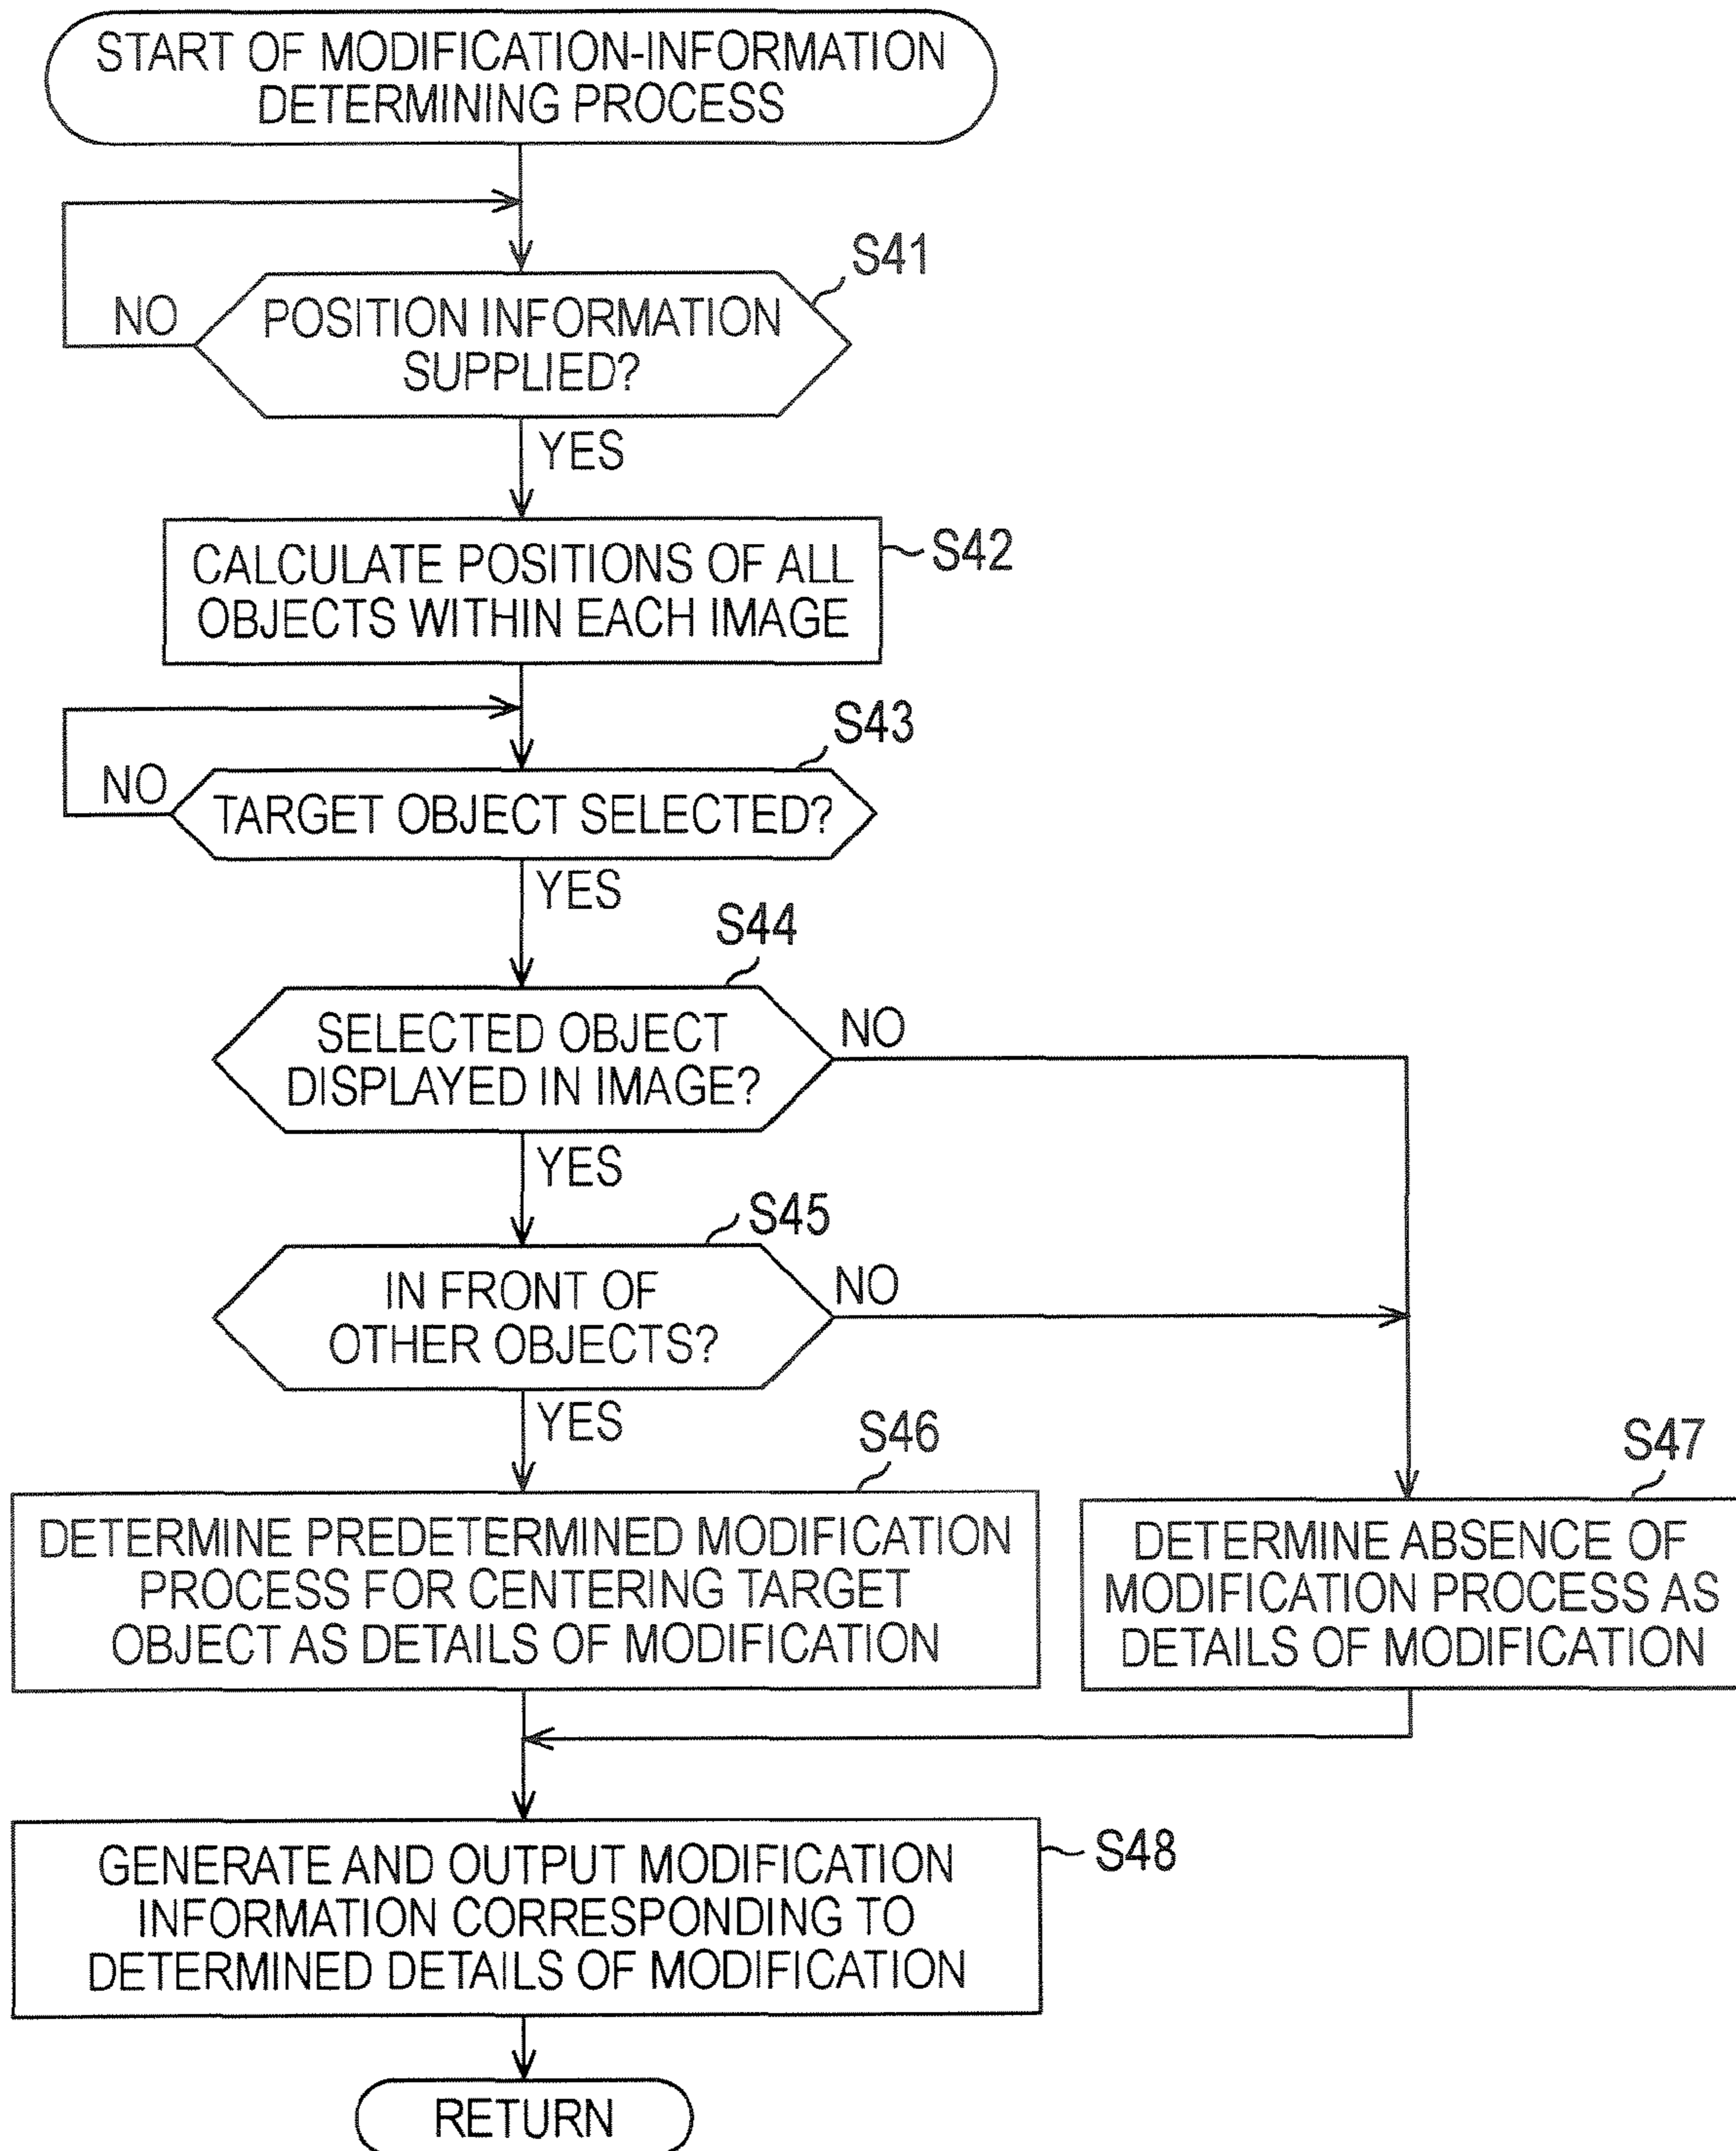 START OF MODIFICATION-INFORMATION
DETERMINING PROCESS
S41
NO
POSITION INFORMATION
SUPPLIED?
YES
S42
CALCULATE POSITIONS OF ALL
OBJECTS WITHIN EACH IMAGE
S43
NO
TARGET OBJECT SELECTED?
YES
S44
SELECTED OBJECT
DISPLAYED IN IMAGE?
NO
YES
S45
IN FRONT OF
OTHER OBJECTS?
NO
YES
S46
DETERMINE PREDETERMINED MODIFICATION
PROCESS FOR CENTERING TARGET
OBJECT AS DETAILS OF MODIFICATION
S47
DETERMINE ABSENCE OF
MODIFICATION PROCESS AS
DETAILS OF MODIFICATION
S48
GENERATE AND OUTPUT MODIFICATION
INFORMATION CORRESPONDING TO
DETERMINED DETAILS OF MODIFICATION
RETURN